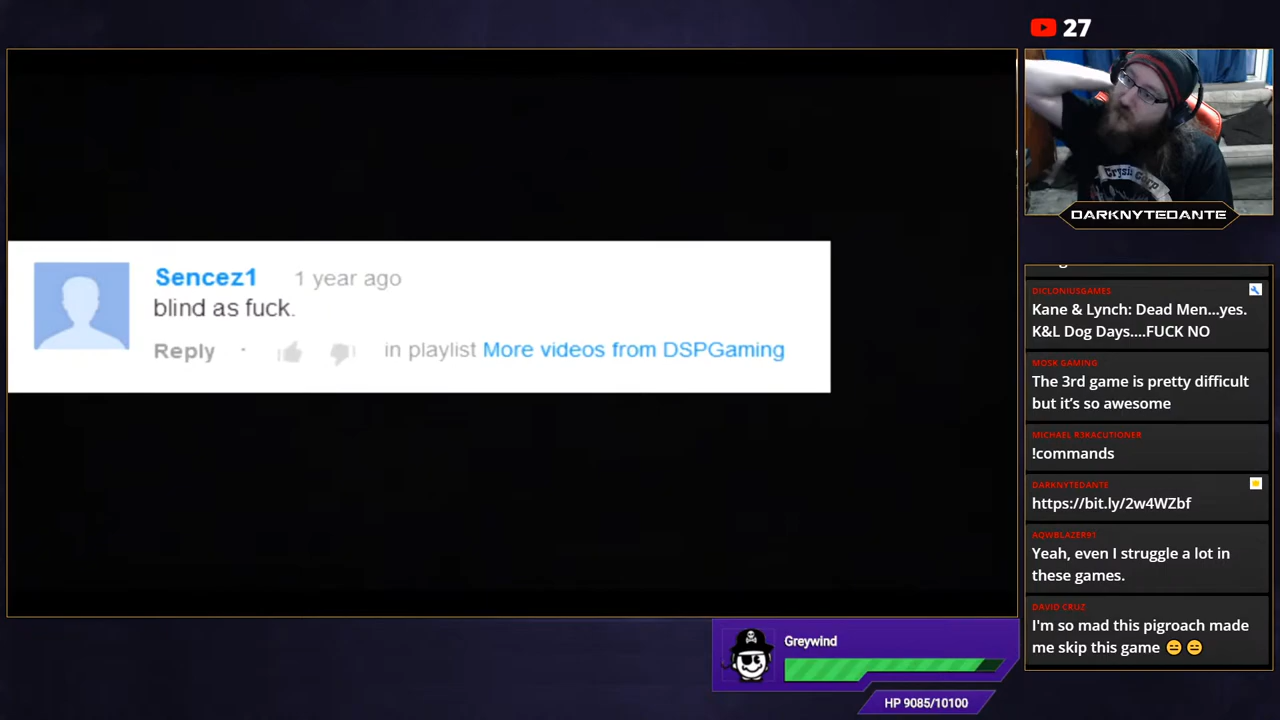 27
Sencez1 1 year ago
blind as fuck.
Reply · in playlist More videos from DSPGaming
Crysis Corp
DARKNYTEDANTE
DICLONIUSGAMES
Kane & Lynch: Dead Men...yes.
K&L Dog Days....FUCK NO
MOSK GAMING
The 3rd game is pretty difficult
but it's so awesome
MICHAEL R3KACUTIONER
!commands
DARKNYTEDANTE
https://bit.ly/2w4WZbf
AQWBLAZER91
Yeah, even I struggle a lot in
these games.
DAVID CRUZ
I'm so mad this pigroach made
me skip this game 😑 😑
Greywind
HP 9085/10100